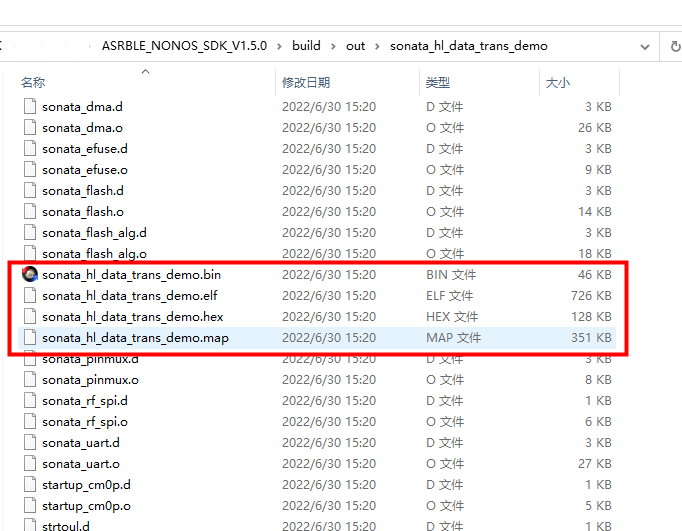 ASRBLE_NONOS_SDK_V1.5.0 > build > out > sonata_hl_data_trans_demo
名称 修改日期 类型 大小
sonata_dma.d 2022/6/30 15:20 D 文件 3 KB
sonata_dma.o 2022/6/30 15:20 O 文件 26 KB
sonata_efuse.d 2022/6/30 15:20 D 文件 3 KB
sonata_efuse.o 2022/6/30 15:20 O 文件 9 KB
sonata_flash.d 2022/6/30 15:20 D 文件 3 KB
sonata_flash.o 2022/6/30 15:20 O 文件 14 KB
sonata_flash_alg.d 2022/6/30 15:20 D 文件 3 KB
sonata_flash_alg.o 2022/6/30 15:20 O 文件 18 KB
sonata_hl_data_trans_demo.bin 2022/6/30 15:20 BIN 文件 46 KB
sonata_hl_data_trans_demo.elf 2022/6/30 15:20 ELF 文件 726 KB
sonata_hl_data_trans_demo.hex 2022/6/30 15:20 HEX 文件 128 KB
sonata_hl_data_trans_demo.map 2022/6/30 15:20 MAP 文件 351 KB
sonata_pinmux.d 2022/6/30 15:20 D 文件 3 KB
sonata_pinmux.o 2022/6/30 15:20 O 文件 8 KB
sonata_rf_spi.d 2022/6/30 15:20 D 文件 1 KB
sonata_rf_spi.o 2022/6/30 15:20 O 文件 6 KB
sonata_uart.d 2022/6/30 15:20 D 文件 3 KB
sonata_uart.o 2022/6/30 15:20 O 文件 27 KB
startup_cm0p.d 2022/6/30 15:20 D 文件 1 KB
startup_cm0p.o 2022/6/30 15:20 O 文件 5 KB
strtoul.d 2022/6/30 15:20 D 文件 1 KB